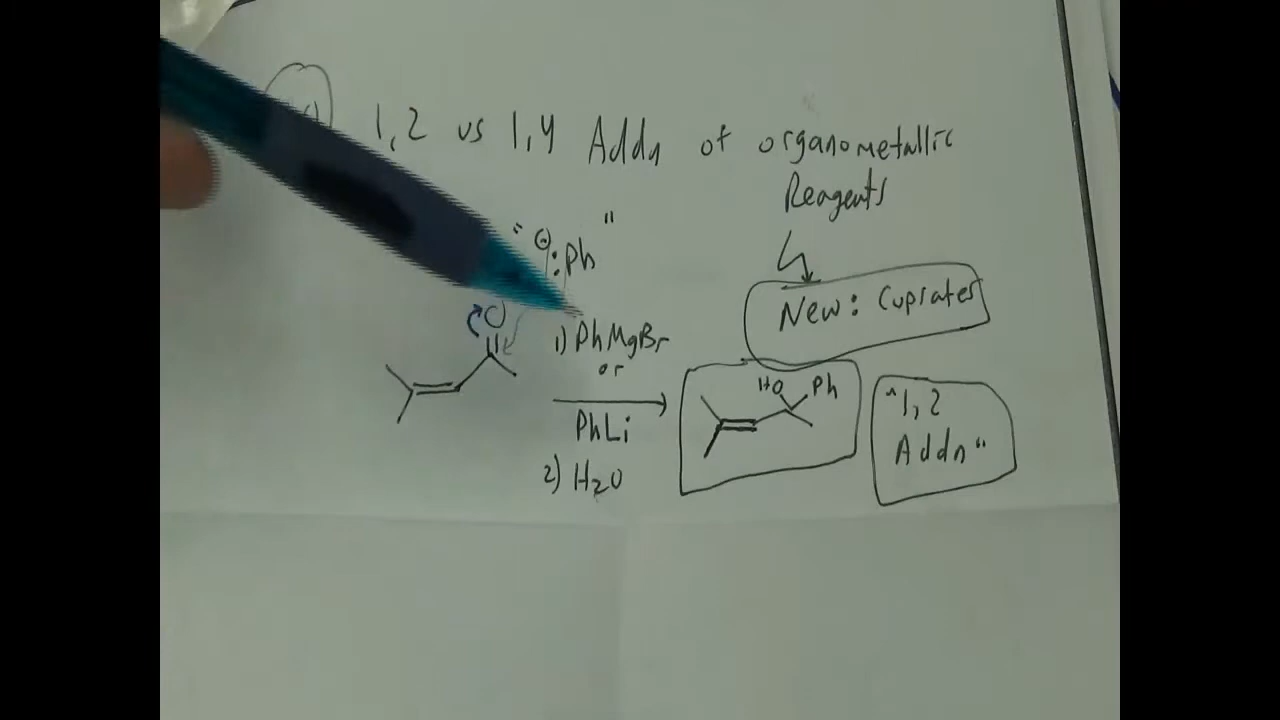 1,2 vs 1,4 Addn of organometallic
Reagents
" ⊖:Ph "
New: Cuprates
O
1) PhMgBr
or
PhLi
2) H2O
HO Ph
"1,2
Addn"